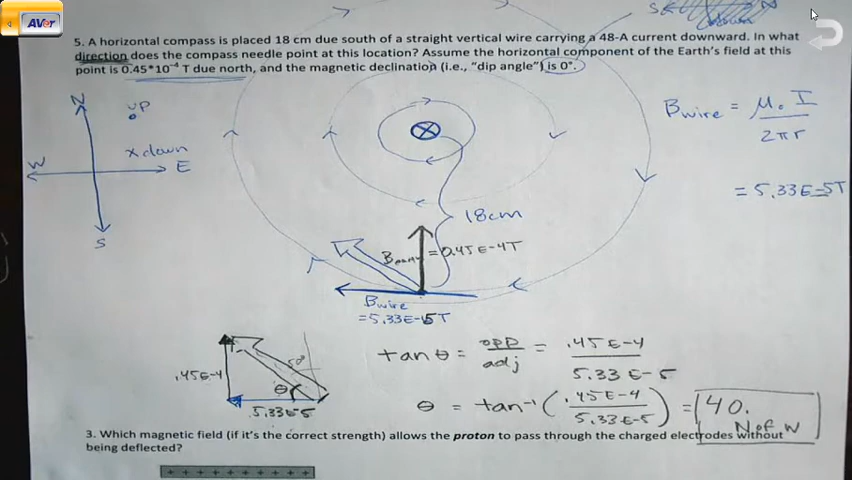 AVer
5. A horizontal compass is placed 18 cm due south of a straight vertical wire carrying a 48-A current downward. In what
direction does the compass needle point at this location? Assume the horizontal component of the Earth's field at this
point is 0.45*10⁻⁴ T due north, and the magnetic declination (i.e., "dip angle") is 0°.
N
UP
x down
W
E
S
B wire = μ₀ I / 2πr
= 5.33E-5T
18cm
= 0.45E-4T
B wire
= 5.33E-5T
.45E-4
50°
θ
5.33E-5
tan θ = opp / adj = .45E-4 / 5.33E-5
θ = tan⁻¹ ( .45E-4 / 5.33E-5 ) = 40.
N of W
3. Which magnetic field (if it's the correct strength) allows the proton to pass through the charged electrodes without
being deflected?
+ + + + + + + + + +